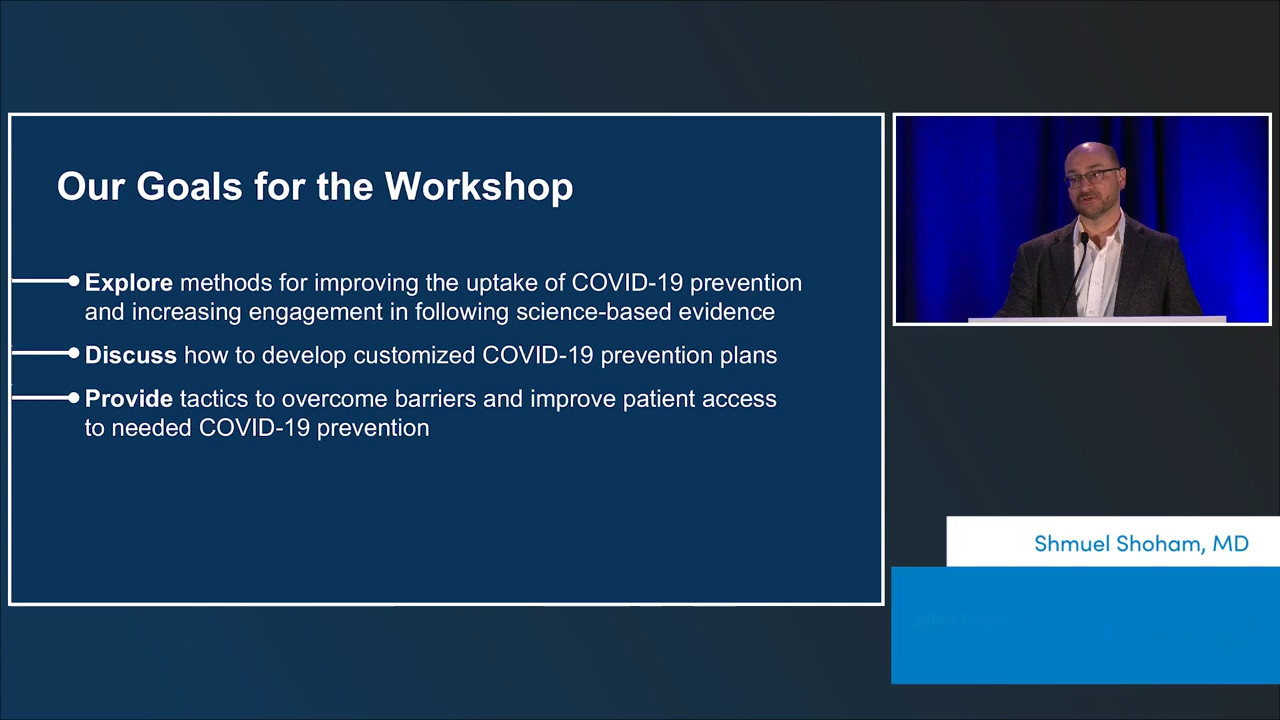 Our Goals for the Workshop
Explore methods for improving the uptake of COVID-19 prevention
and increasing engagement in following science-based evidence
Discuss how to develop customized COVID-19 prevention plans
Provide tactics to overcome barriers and improve patient access
to needed COVID-19 prevention
Shmuel Shoham, MD